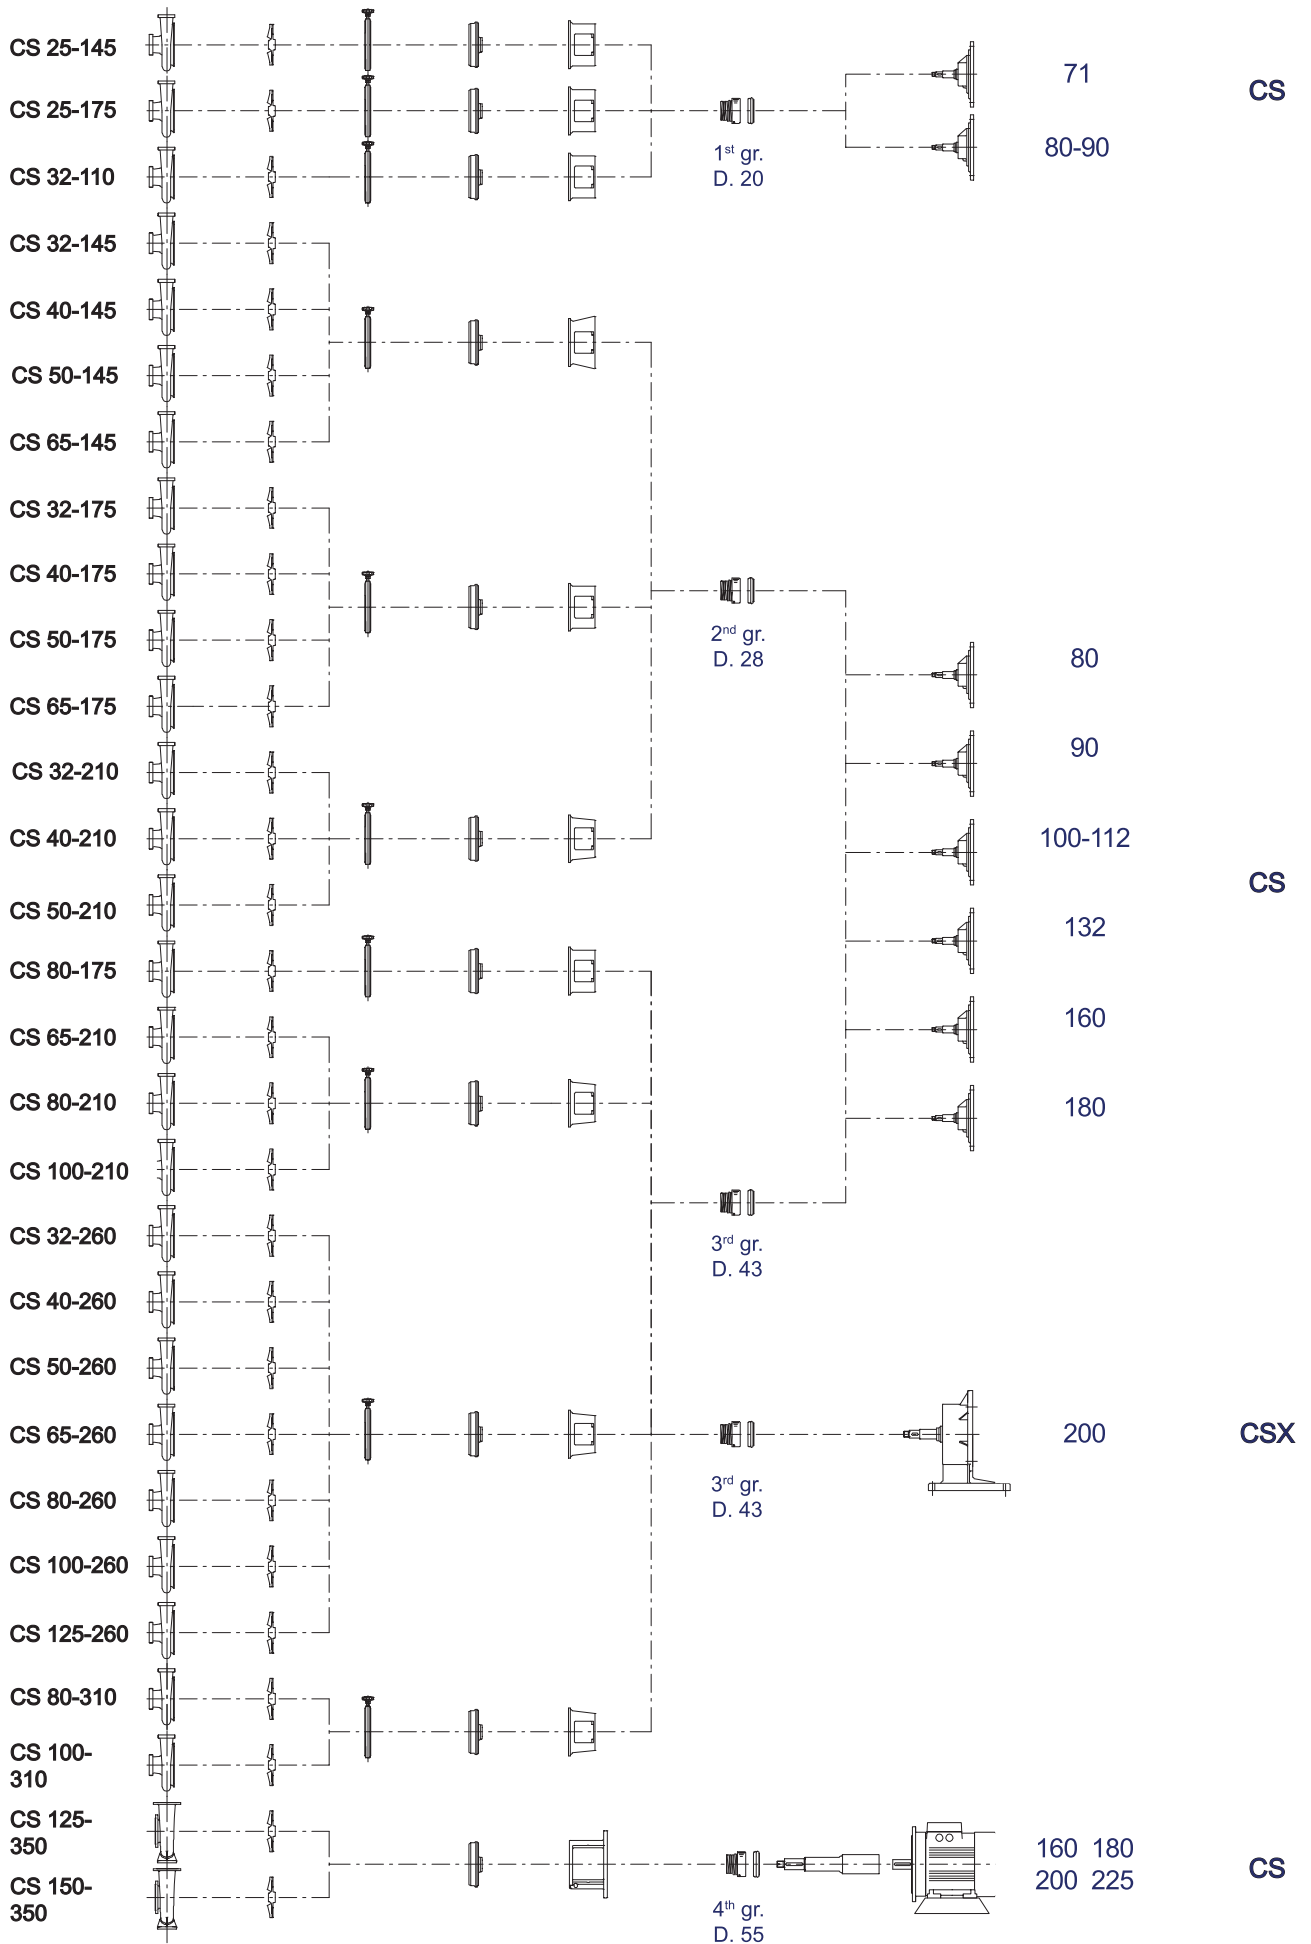 CS 25-145
71
CS
CS 25-175
80-90
1st gr.
D. 20
CS 32-110
CS 32-145
CS 40-145
CS 50-145
CS 65-145
CS 32-175
CS 40-175
CS 50-175
2nd gr.
D. 28
80
CS 65-175
90
CS 32-210
CS 40-210
100-112
CS
CS 50-210
132
CS 80-175
160
CS 65-210
CS 80-210
180
CS 100-210
CS 32-260
3rd gr.
D. 43
CS 40-260
CS 50-260
CS 65-260
200
CSX
3rd gr.
D. 43
CS 80-260
CS 100-260
CS 125-260
CS 80-310
CS 100-
310
CS 125-
350
160 180
200 225
CS
CS 150-
350
4th gr.
D. 55